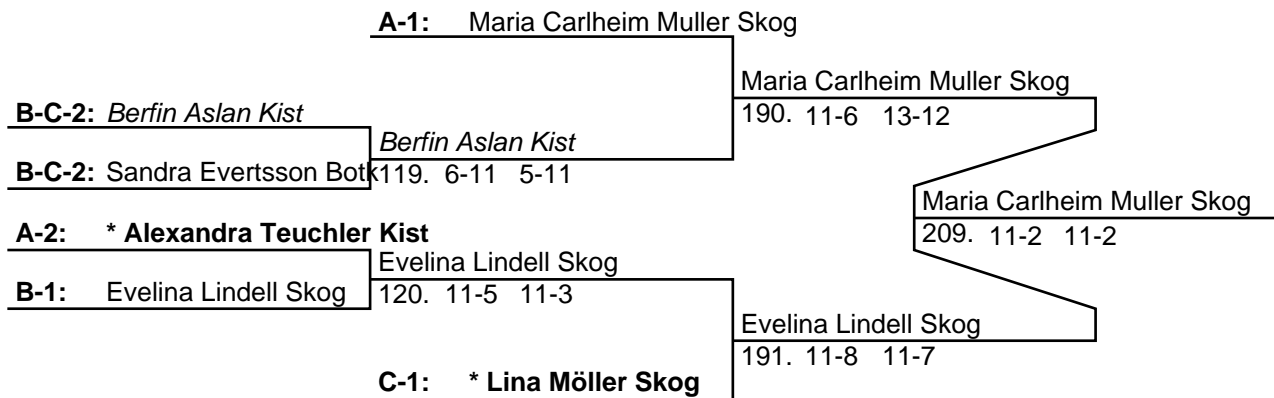 A-1: Maria Carlheim Muller Skog
Maria Carlheim Muller Skog
B-C-2: Berfin Aslan Kist
190. 11-6 13-12
Berfin Aslan Kist
B-C-2: Sandra Evertsson Botk
119. 6-11 5-11
Maria Carlheim Muller Skog
A-2: * Alexandra Teuchler Kist
209. 11-2 11-2
Evelina Lindell Skog
B-1: Evelina Lindell Skog
120. 11-5 11-3
Evelina Lindell Skog
191. 11-8 11-7
C-1: * Lina Möller Skog